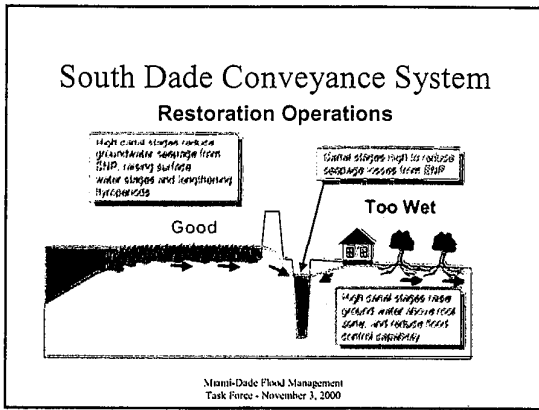 South Dade Conveyance System
Restoration Operations
High canal stages reduce
groundwater seepage from
ENP, raising surface
water stages and lengthening
hyroperiods
Canal stages high to reduce
seepage losses from ENP
Good
Too Wet
High canal stages raise
ground water above root
zone, and reduce flood
control capability
Miami-Dade Flood Management
Task Force - November 3, 2000